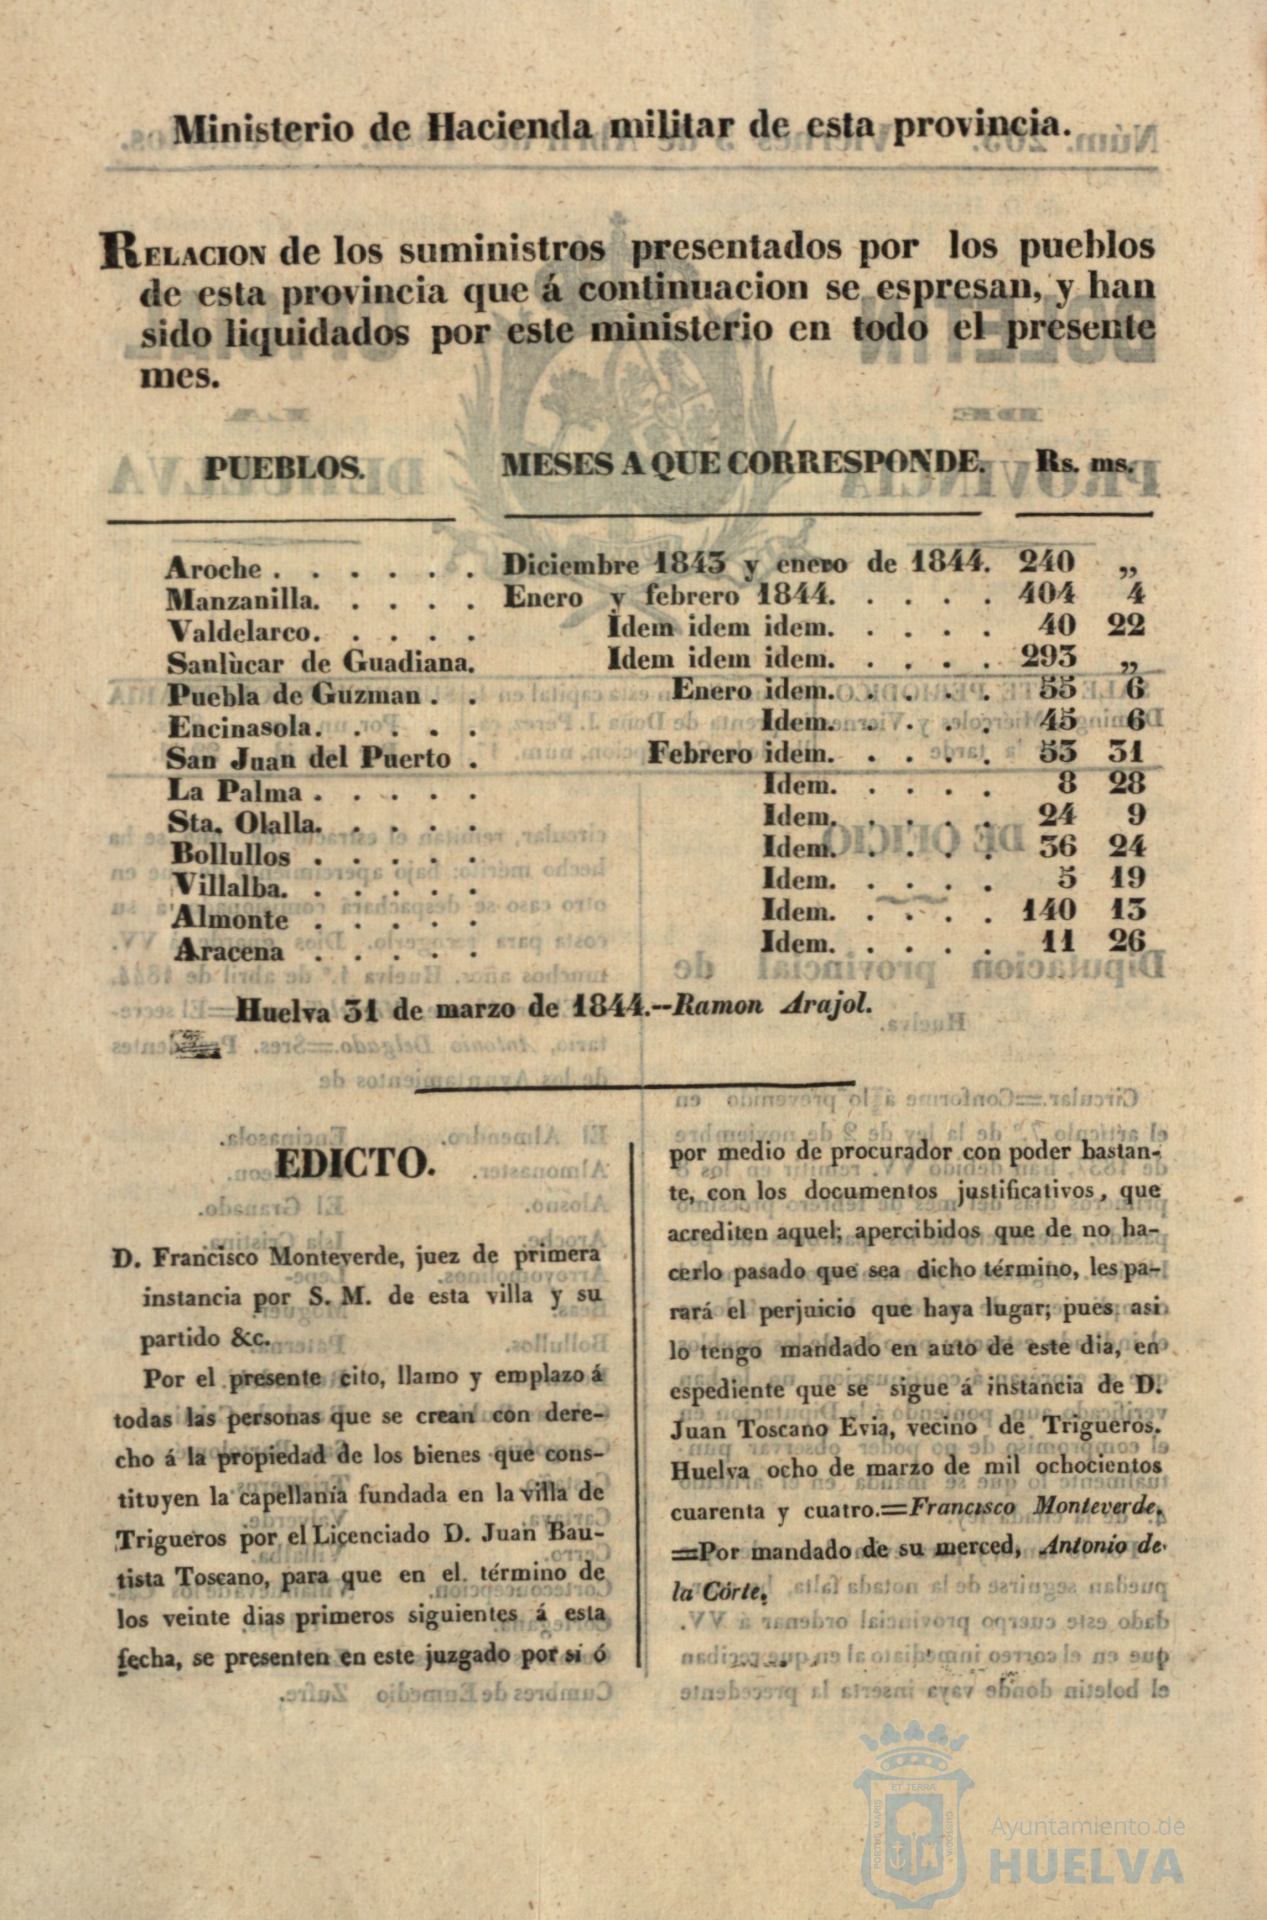 Ministerio de Hacienda militar de esta provincia.
RELACION de los suministros presentados por los pueblos
de esta provincia que á continuacion se espresan, y han
sido liquidados por este ministerio en todo el presente
mes.
PUEBLOS. MESES A QUE CORRESPONDE. Rs. ms.
Aroche . . . . . . Diciembre 1843 y enero de 1844. 240 „
Manzanilla. . . . . Enero y febrero 1844. . . . . 404 4
Valdelarco. . . . . Idem idem idem. . . . . 40 22
Sanlùcar de Guadiana. Idem idem idem. . . . . 293 „
Puebla de Guzman . . Enero idem. . . . . 55 6
Encinasola. . . . . Idem. . . . . 45 6
San Juan del Puerto . Febrero idem. . . . . 53 31
La Palma . . . . . Idem. . . . . 8 28
Sta. Olalla. . . . . Idem. . . . . 24 9
Bollullos . . . . . Idem. . . . . 36 24
Villalba. . . . . . Idem. . . . . 5 19
Almonte . . . . . Idem. . . . . 140 13
Aracena . . . . . Idem. . . . . 11 26
Huelva 31 de marzo de 1844.--Ramon Arajol.
EDICTO.
D. Francisco Monteverde, juez de primera
instancia por S. M. de esta villa y su
partido &c.
Por el presente cito, llamo y emplazo á
todas las personas que se crean con dere-
cho á la propiedad de los bienes que cons-
tituyen la capellania fundada en la villa de
Trigueros por el Licenciado D. Juan Bau-
tista Toscano, para que en el término de
los veinte dias primeros siguientes á esta
fecha, se presenten en este juzgado por si ó
por medio de procurador con poder bastan-
te, con los documentos justificativos, que
acrediten aquel; apercibidos que de no ha-
cerlo pasado que sea dicho término, les pa-
rará el perjuicio que haya lugar; pues asi
lo tengo mandado en auto de este dia, en
espediente que se sigue á instancia de D.
Juan Toscano Evia, vecino de Trigueros.
Huelva ocho de marzo de mil ochocientos
cuarenta y cuatro.=Francisco Monteverde.
=Por mandado de su merced, Antonio de
la Córte.
PORTUS MARIS ET TERRÆ CUSTODIA
Ayuntamiento de
HUELVA